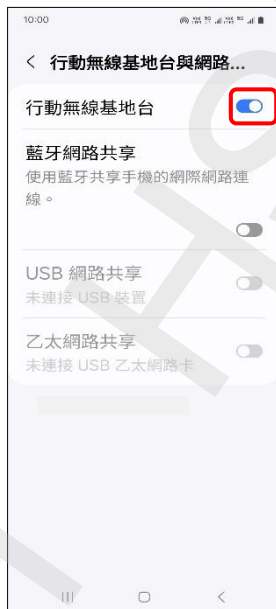 10:00
行動無線基地台與網路...
行動無線基地台
藍牙網路共享
使用藍牙共享手機的網際網路連
線。
USB 網路共享
未連接 USB 裝置
乙太網路共享
未連接 USB 乙太網路卡